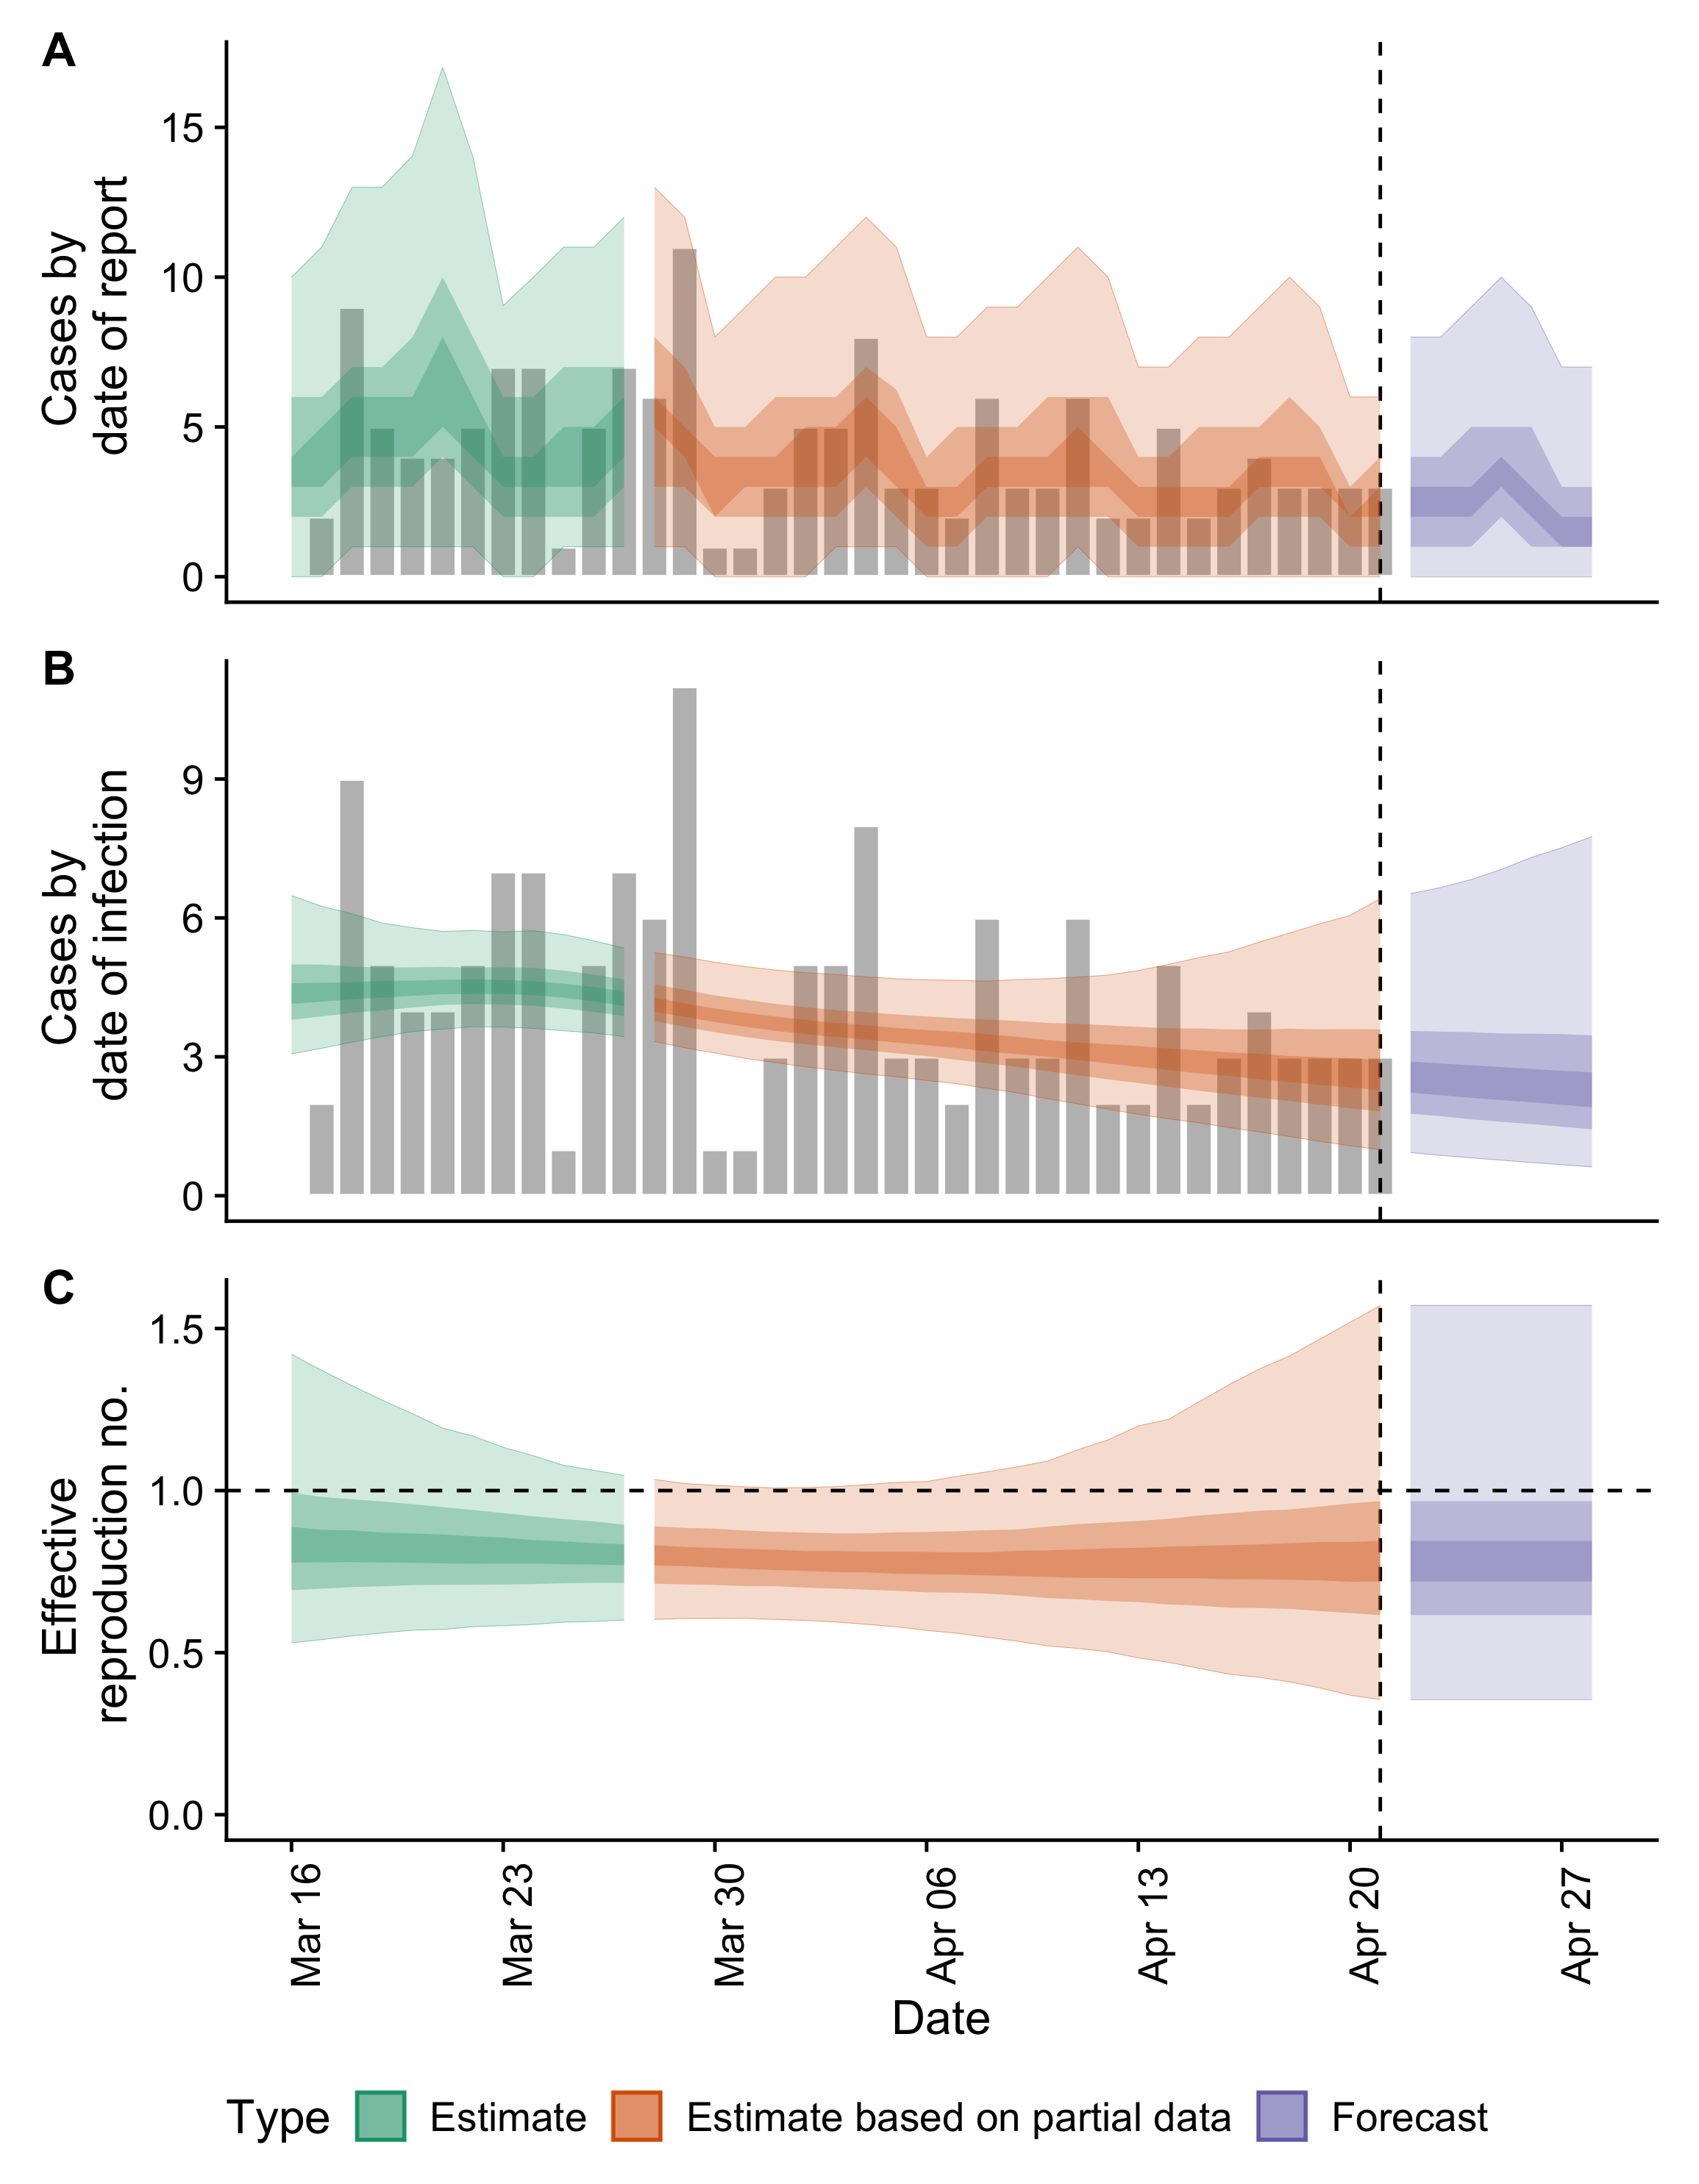 A
Cases by
date of report
15
10
5
0
B
Cases by
date of infection
9
6
3
0
C
Effective
reproduction no.
1.5
1.0
0.5
0.0
Mar 16
Mar 23
Mar 30
Apr 06
Apr 13
Apr 20
Apr 27
Date
Type Estimate Estimate based on partial data Forecast